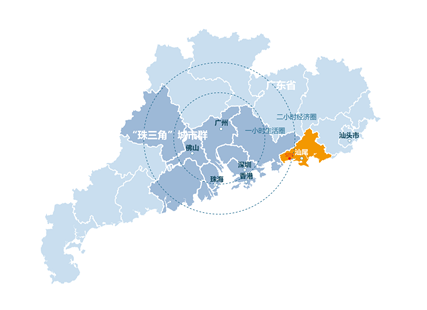 广东省
二小时经济圈
广州
一小时生活圈
“珠三角”城市群
汕头市
佛山
汕尾
深圳
香港
珠海